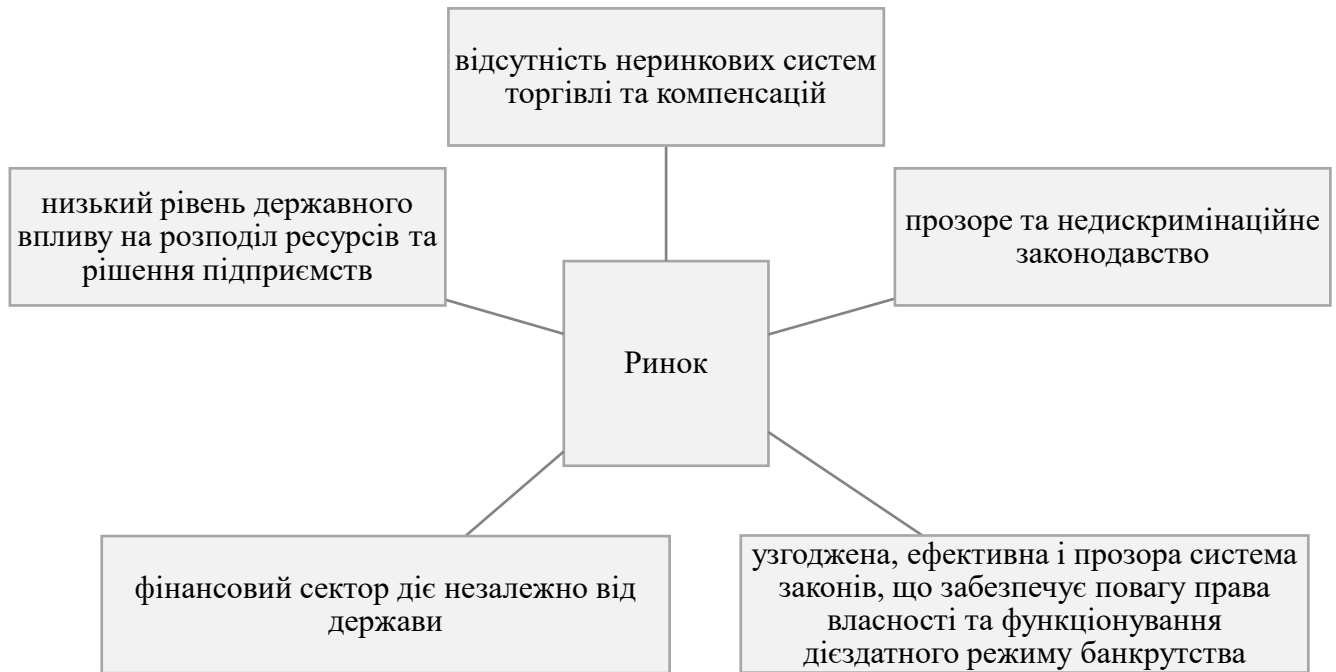 відсутність неринкових систем
торгівлі та компенсацій
низький рівень державного
впливу на розподіл ресурсів та
рішення підприємств
прозоре та недискримінаційне
законодавство
Ринок
фінансовий сектор діє незалежно від
держави
узгоджена, ефективна і прозора система
законів, що забезпечує повагу права
власності та функціонування
дієздатного режиму банкрутства